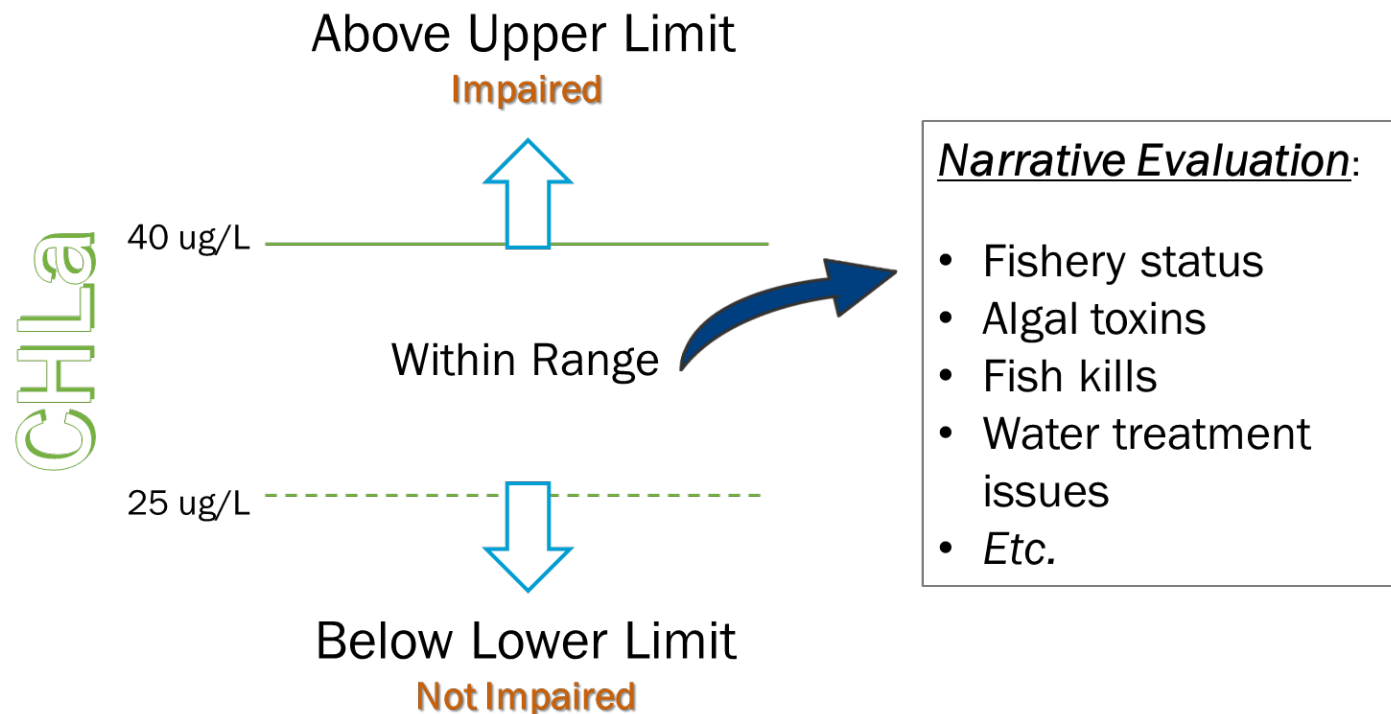 Above Upper Limit
Impaired
CHLa
40 ug/L
Within Range
25 ug/L
Below Lower Limit
Not Impaired
Narrative Evaluation:
• Fishery status
• Algal toxins
• Fish kills
• Water treatment
issues
• Etc.